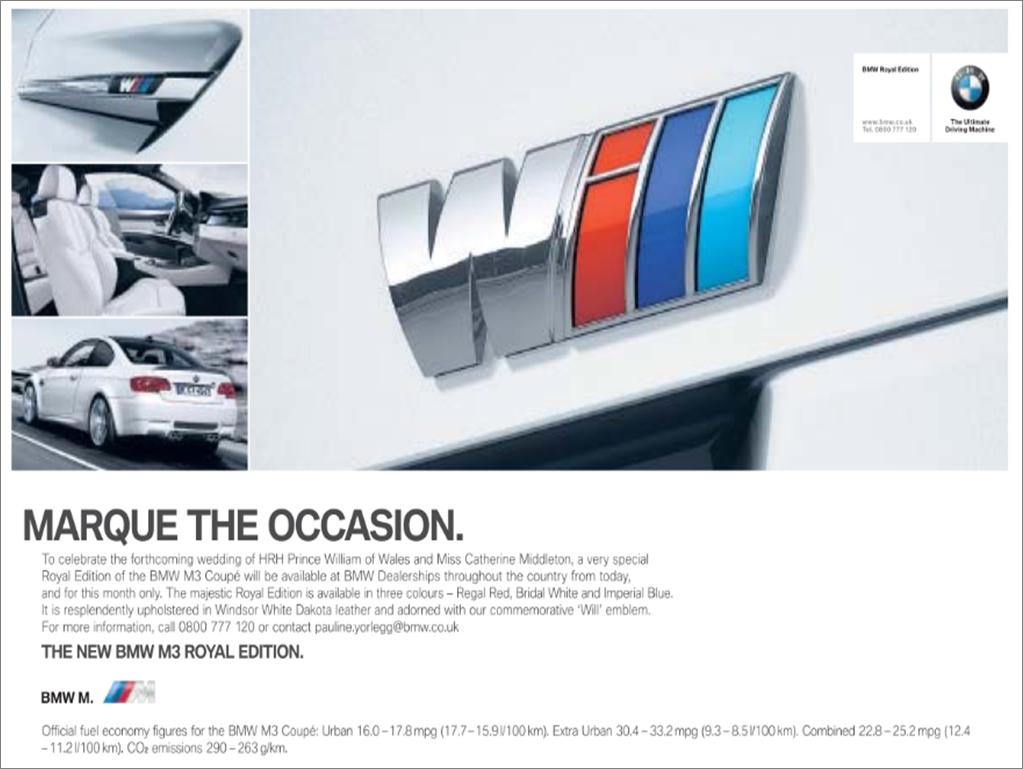 BMW Royal Edition
www.bmw.co.uk
Tel. 0800 777 120
The Ultimate
Driving Machine
Will
MARQUE THE OCCASION.
To celebrate the forthcoming wedding of HRH Prince William of Wales and Miss Catherine Middleton, a very special
Royal Edition of the BMW M3 Coupé will be available at BMW Dealerships throughout the country from today,
and for this month only. The majestic Royal Edition is available in three colours – Regal Red, Bridal White and Imperial Blue.
It is resplendently upholstered in Windsor White Dakota leather and adorned with our commemorative ‘Will’ emblem.
For more information, call 0800 777 120 or contact pauline.yorlegg@bmw.co.uk
THE NEW BMW M3 ROYAL EDITION.
BMW M. M
Official fuel economy figures for the BMW M3 Coupé: Urban 16.0 – 17.8 mpg (17.7 – 15.9 l/100 km). Extra Urban 30.4 – 33.2 mpg (9.3 – 8.5 l/100 km). Combined 22.8 – 25.2 mpg (12.4
– 11.2 l/100 km). CO₂ emissions 290 – 263 g/km.